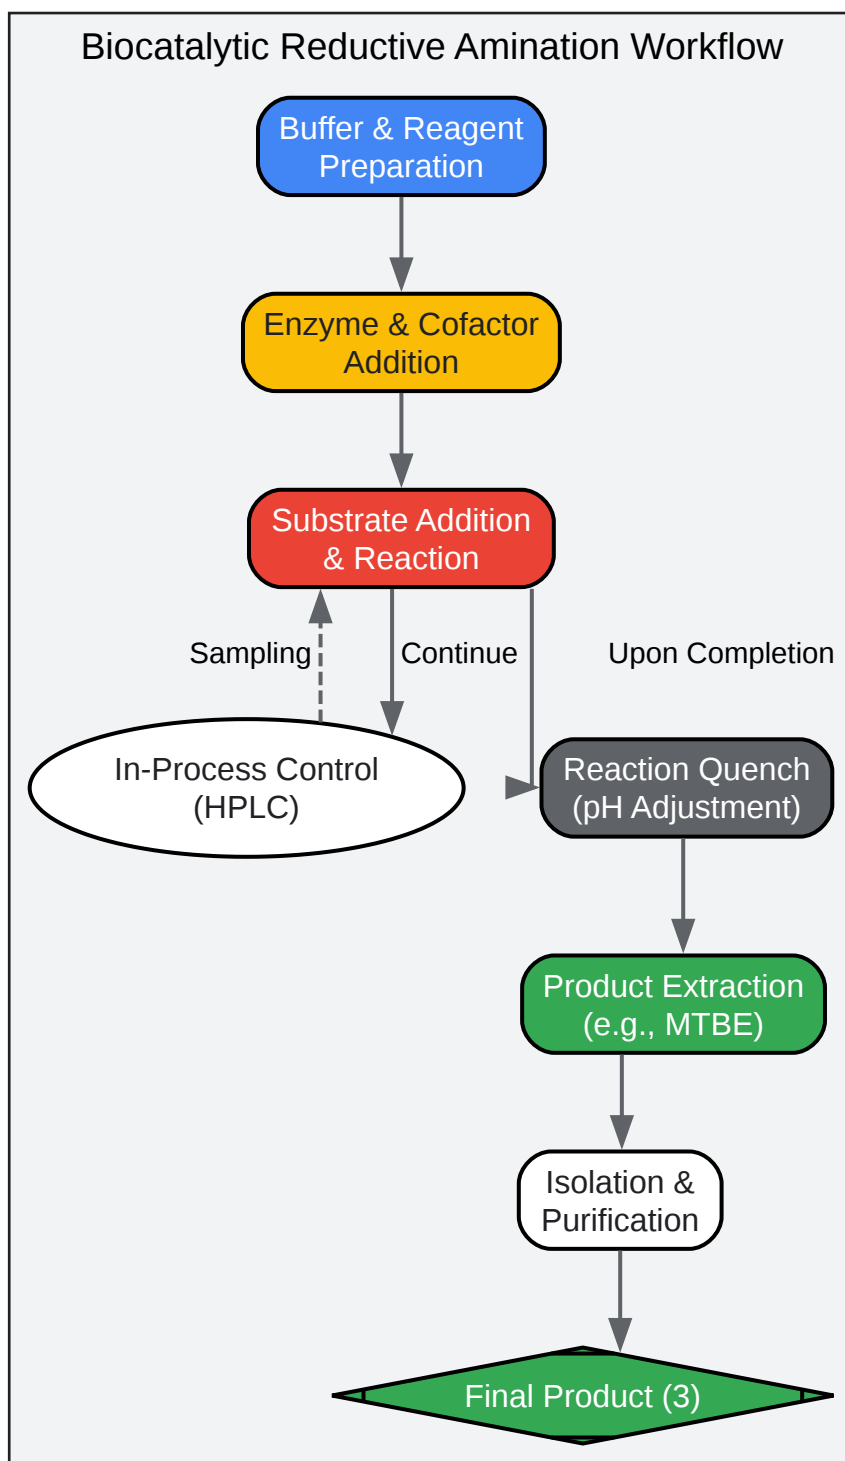 Biocatalytic Reductive Amination Workflow
Buffer & Reagent
Preparation
Enzyme & Cofactor
Addition
Substrate Addition
& Reaction
Sampling
Continue
Upon Completion
In-Process Control
(HPLC)
Reaction Quench
(pH Adjustment)
Product Extraction
(e.g., MTBE)
Isolation &
Purification
Final Product (3)